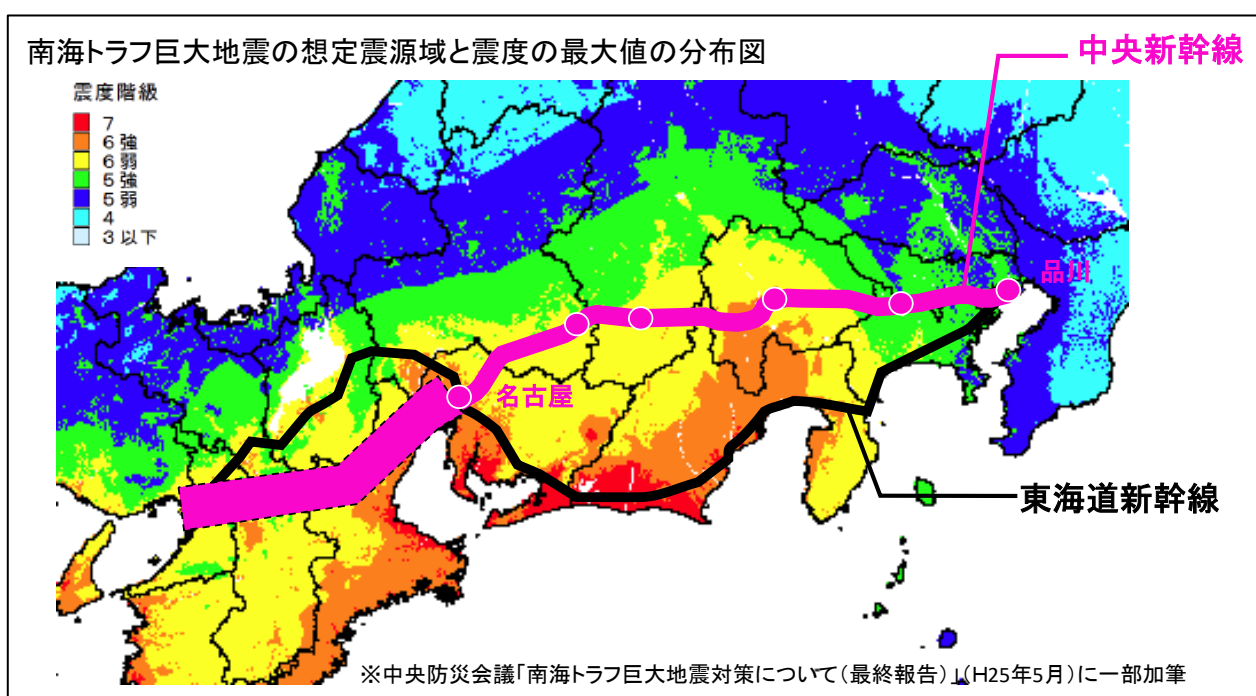 南海トラフ巨大地震の想定震源域と震度の最大値の分布図
中央新幹線
震度階級
7
6強
6弱
5強
5弱
4
3以下
品川
名古屋
東海道新幹線
※中央防災会議「南海トラフ巨大地震対策について(最終報告)」(H25年5月)に一部加筆